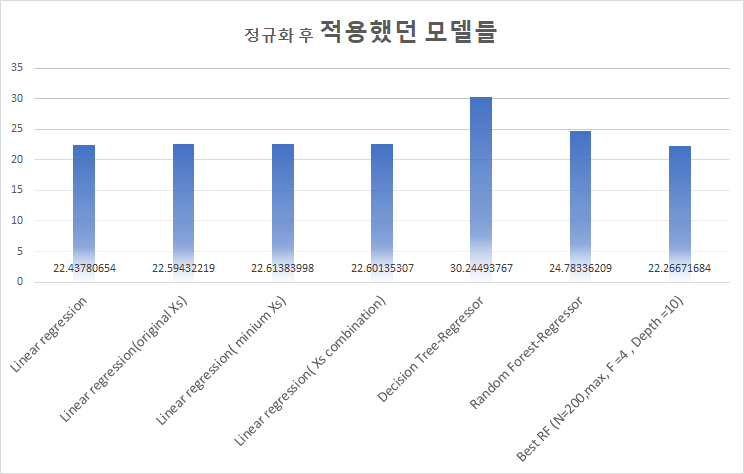 정규화 후 적용했던 모델들
35
30
25
20
15
10
5
0
22.43780654
22.59432219
22.61383998
22.60135307
30.24493767
24.78336209
22.26671684
Linear regression
Linear regression(original Xs)
Linear regression( minium Xs)
Linear regression( Xs combination)
Decision Tree-Regressor
Random Forest-Regressor
Best RF (N=200,max, F =4 , Depth =10)